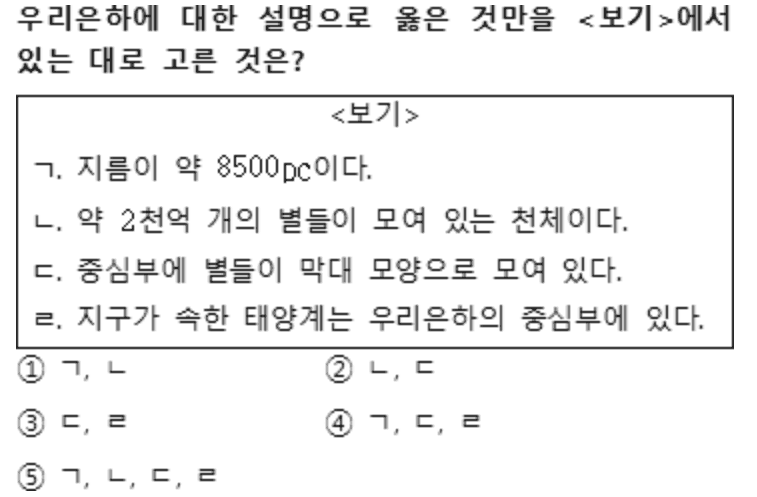 우리은하에 대한 설명으로 옳은 것만을 <보기>에서
있는 대로 고른 것은?
<보기>
ㄱ. 지름이 약 8500pc이다.
ㄴ. 약 2천억 개의 별들이 모여 있는 천체이다.
ㄷ. 중심부에 별들이 막대 모양으로 모여 있다.
ㄹ. 지구가 속한 태양계는 우리은하의 중심부에 있다.
① ㄱ, ㄴ ② ㄴ, ㄷ
③ ㄷ, ㄹ ④ ㄱ, ㄷ, ㄹ
⑤ ㄱ, ㄴ, ㄷ, ㄹ